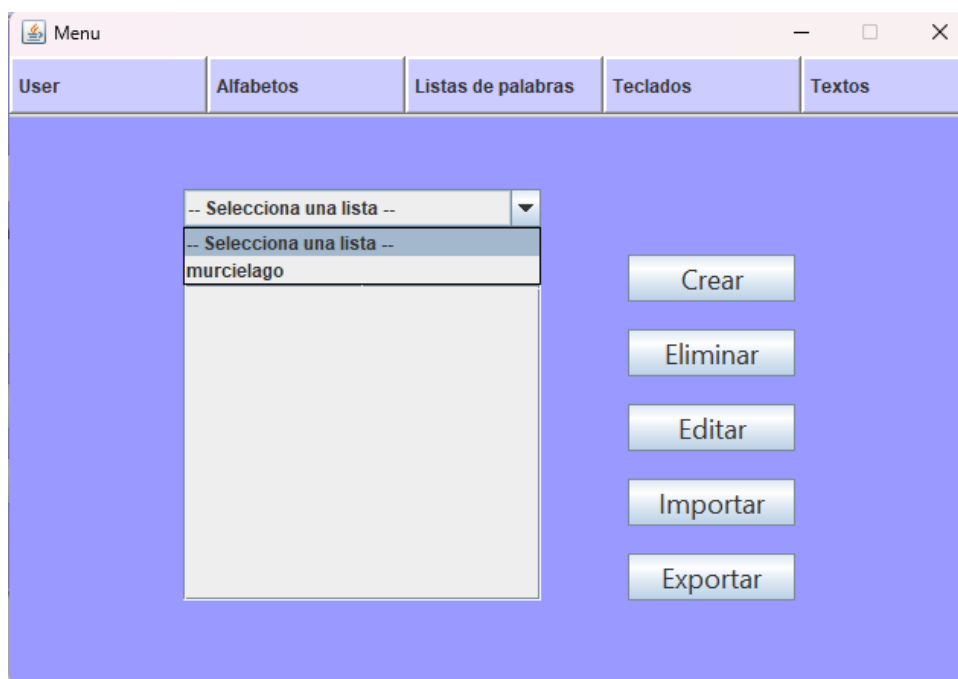 Menu
User Alfabetos Listas de palabras Teclados Textos
-- Selecciona una lista --
-- Selecciona una lista --
murcielago
Crear
Eliminar
Editar
Importar
Exportar